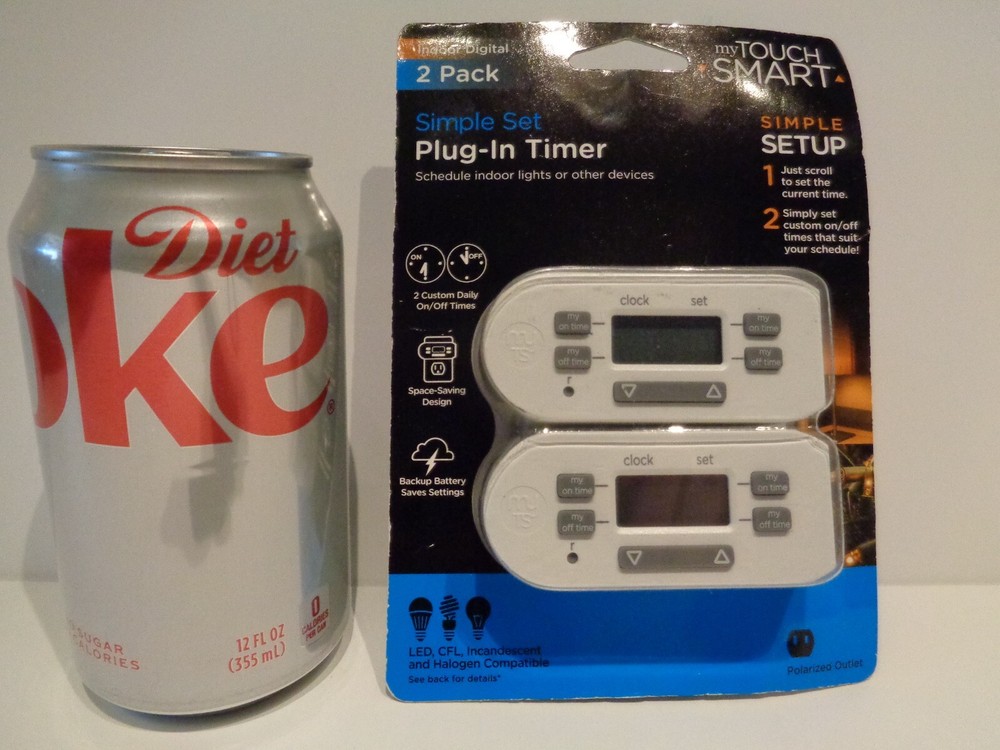 Diet
oke®
SUGAR
CALORIES
12 FL OZ
(355 mL)
0
CALORIES
PER CAN
Indoor Digital
2 Pack
myTOUCH
SMART
Simple Set
Plug-In Timer
Schedule indoor lights or other devices
SIMPLE
SETUP
1 Just scroll
to set the
current time.
2 Simply set
custom on/off
times that suit
your schedule!
ON
OFF
2 Custom Daily
On/Off Times
Space-Saving
Design
Backup Battery
Saves Settings
clock set
my
on time
my
on time
my
off time
my
off time
r
myts
clock set
my
on time
my
on time
my
off time
my
off time
r
myts
LED, CFL, Incandescent
and Halogen Compatible
See back for details*
Polarized Outlet